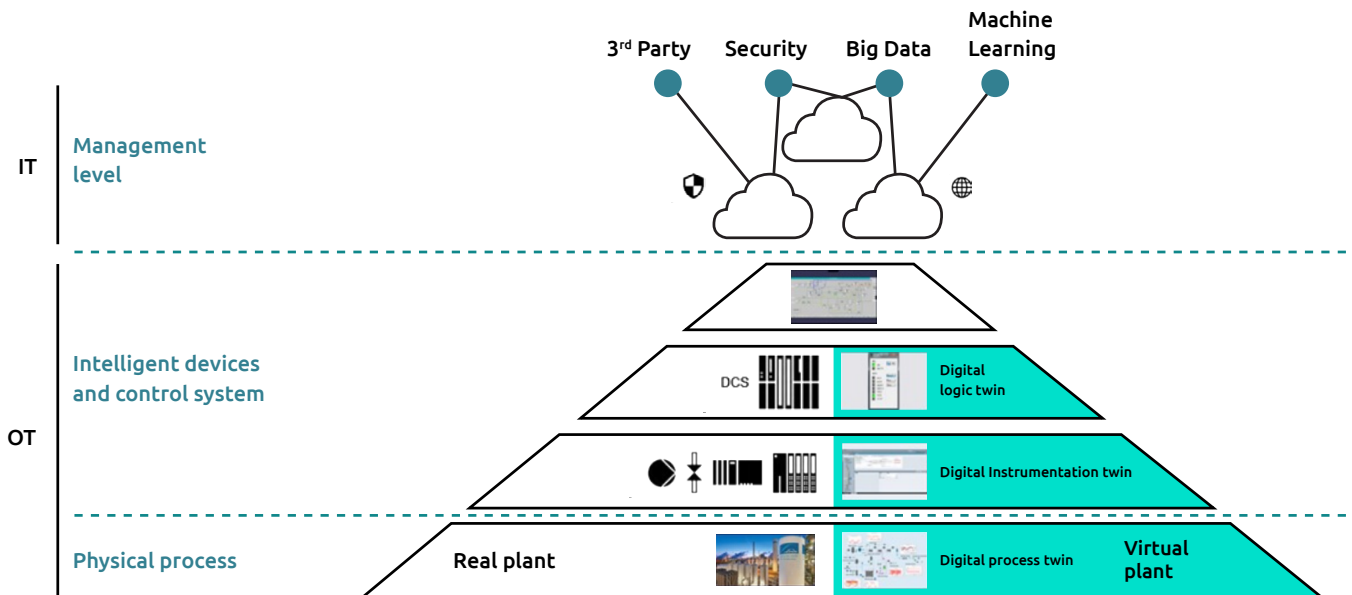 Machine
3rd Party Security Big Data Learning
IT
Management
level
OT
Intelligent devices
and control system
DCS
Digital
logic twin
Digital Instrumentation twin
Physical process
Real plant
Digital process twin
Virtual
plant